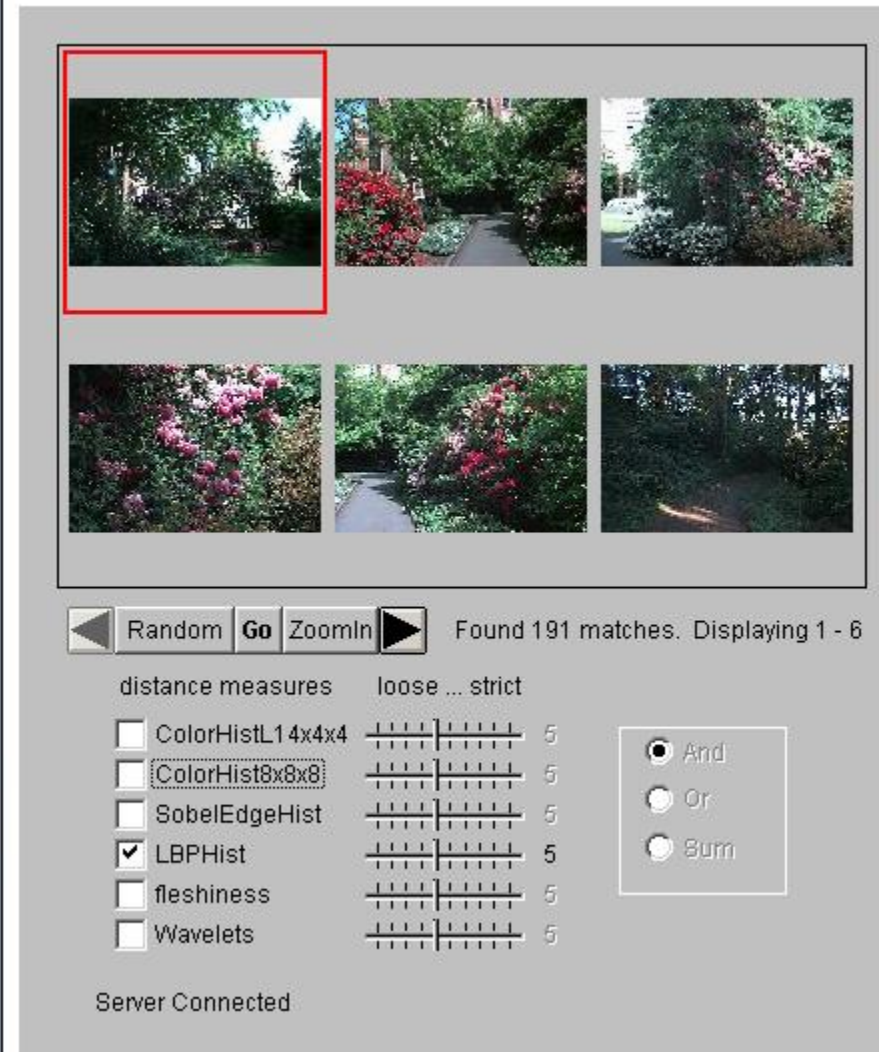 Random Go ZoomIn Found 191 matches. Displaying 1 - 6
distance measures loose ... strict
ColorHistL14x4x4 5
ColorHist8x8x8 5
SobelEdgeHist 5
LBPHist 5
fleshiness 5
Wavelets 5
And
Or
Sum
Server Connected